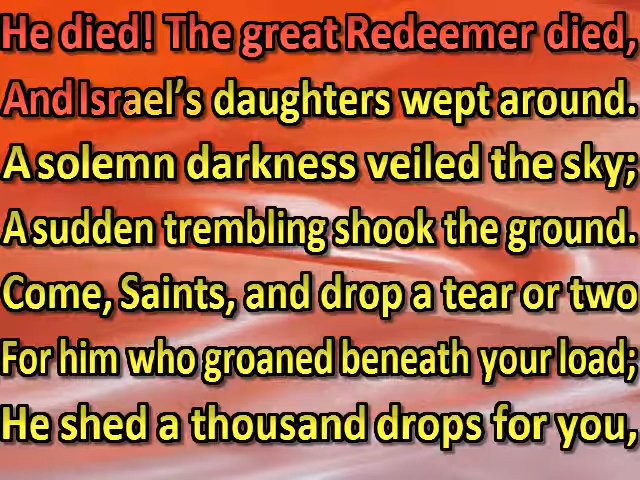 He died! The great Redeemer died,
And Israel’s daughters wept around.
A solemn darkness veiled the sky;
A sudden trembling shook the ground.
Come, Saints, and drop a tear or two
For him who groaned beneath your load;
He shed a thousand drops for you,